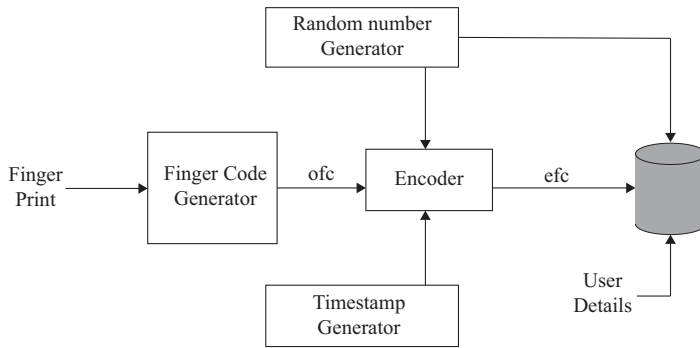 Random number
Generator
Finger
Print
Finger Code
Generator
ofc
Encoder
efc
Timestamp
Generator
User
Details